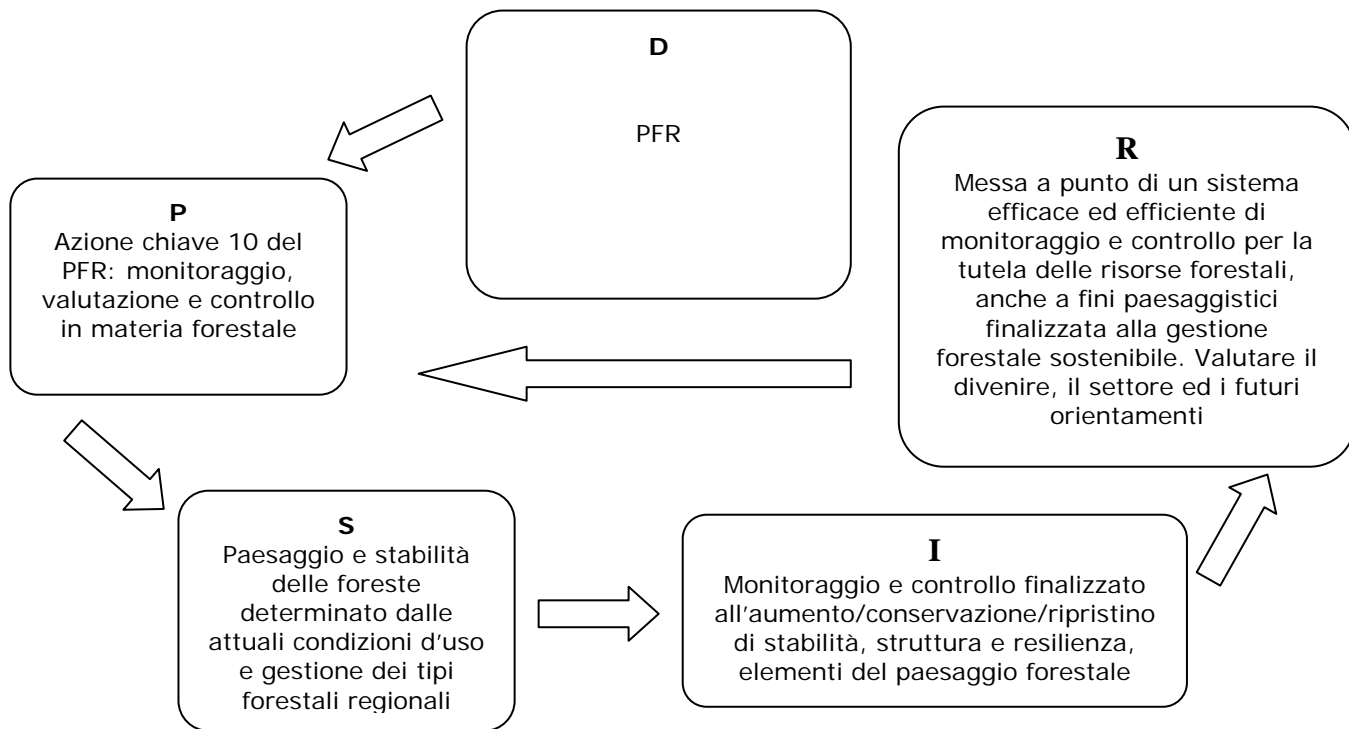 D
PFR
P
Azione chiave 10 del
PFR: monitoraggio,
valutazione e controllo
in materia forestale
S
Paesaggio e stabilità
delle foreste
determinato dalle
attuali condizioni d'uso
e gestione dei tipi
forestali regionali
I
Monitoraggio e controllo finalizzato
all'aumento/conservazione/ripristino
di stabilità, struttura e resilienza,
elementi del paesaggio forestale
R
Messa a punto di un sistema
efficace ed efficiente di
monitoraggio e controllo per la
tutela delle risorse forestali,
anche a fini paesaggistici
finalizzata alla gestione
forestale sostenibile. Valutare il
divenire, il settore ed i futuri
orientamenti